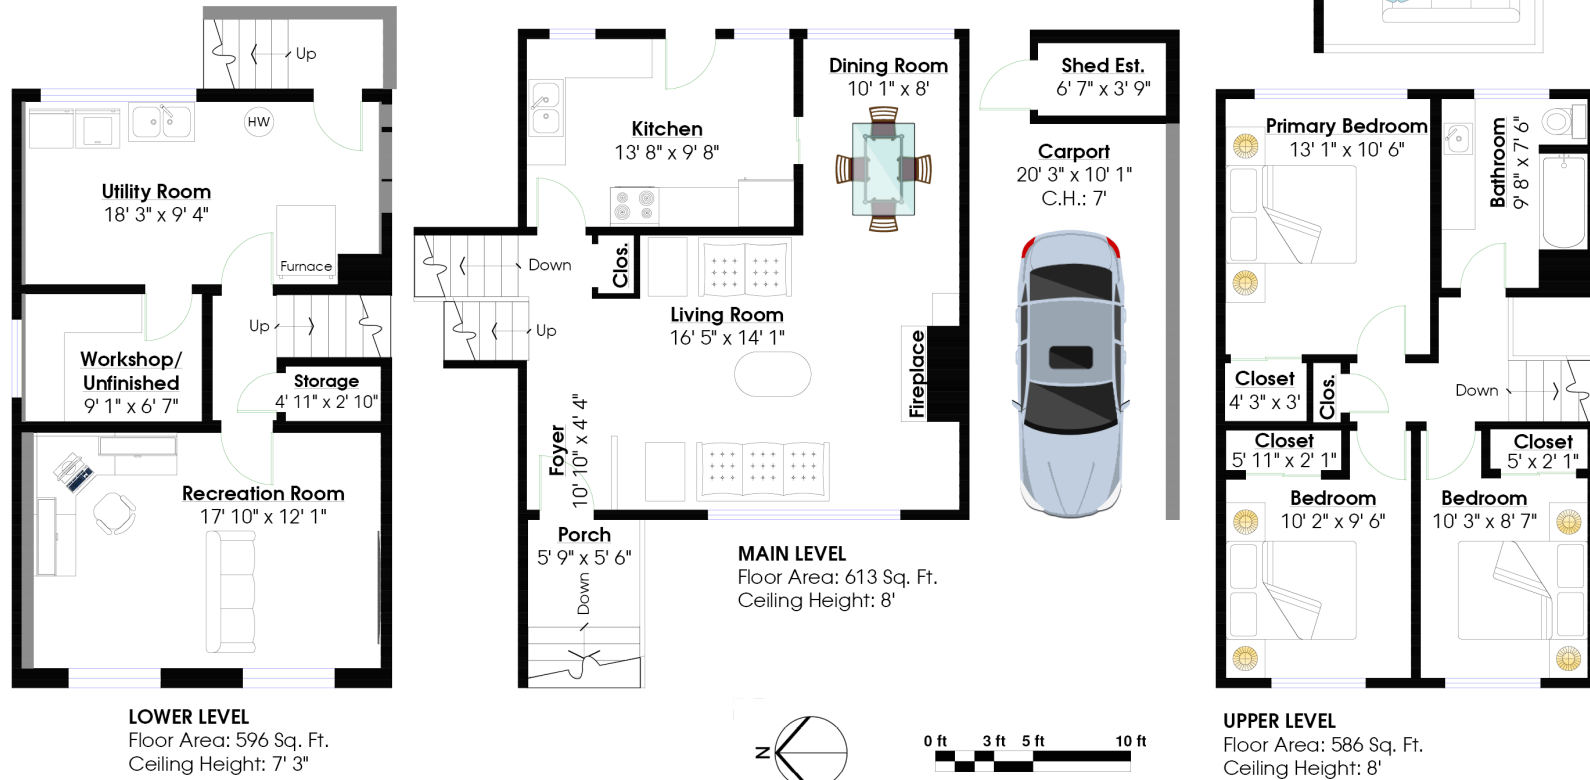 Up
HW
Utility Room
18' 3" x 9' 4"
Furnace
Up
Workshop/
Unfinished
9' 1" x 6' 7"
Storage
4' 11" x 2' 10"
Recreation Room
17' 10" x 12' 1"
LOWER LEVEL
Floor Area: 596 Sq. Ft.
Ceiling Height: 7' 3"
Kitchen
13' 8" x 9' 8"
Dining Room
10' 1" x 8'
Down
Clos.
Up
Living Room
16' 5" x 14' 1"
Fireplace
Foyer
10' 10" x 4' 4"
Porch
5' 9" x 5' 6"
Down
MAIN LEVEL
Floor Area: 613 Sq. Ft.
Ceiling Height: 8'
Shed Est.
6' 7" x 3' 9"
Carport
20' 3" x 10' 1"
C.H.: 7'
N
0 ft 3 ft 5 ft 10 ft
Primary Bedroom
13' 1" x 10' 6"
Bathroom
9' 8" x 7' 6"
Closet
4' 3" x 3'
Clos.
Down
Closet
5' 11" x 2' 1"
Closet
5' x 2' 1"
Bedroom
10' 2" x 9' 6"
Bedroom
10' 3" x 8' 7"
UPPER LEVEL
Floor Area: 586 Sq. Ft.
Ceiling Height: 8'